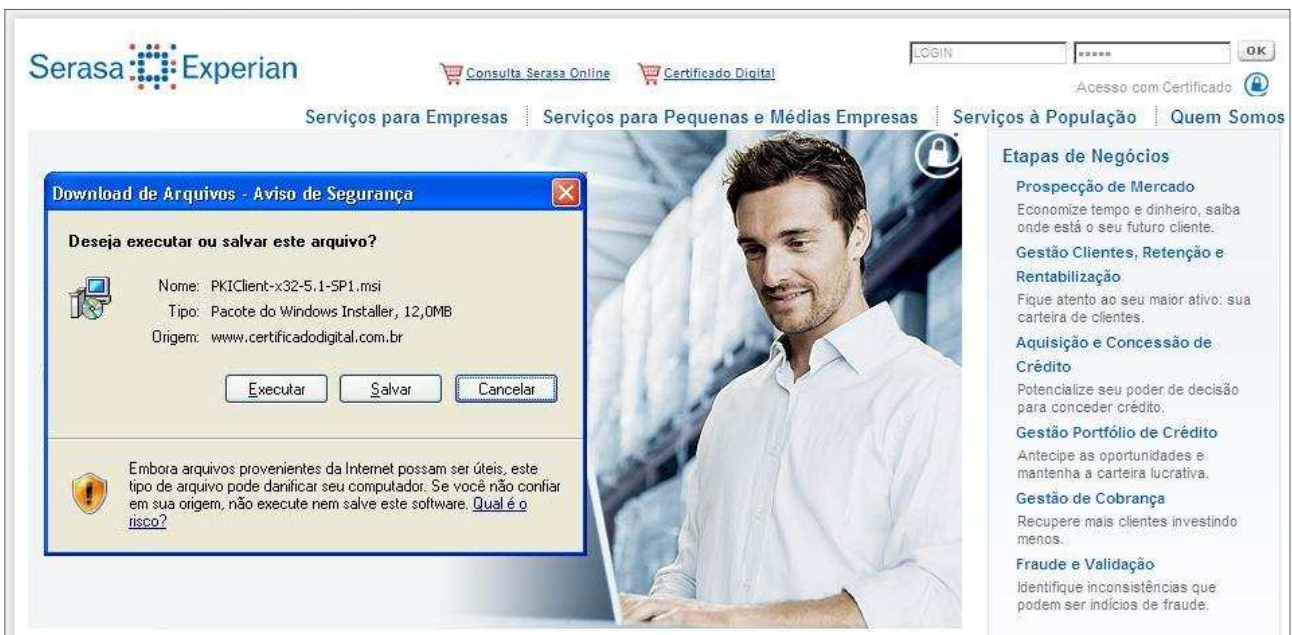 Serasa Experian
Consulta Serasa Online
Certificado Digital
LOGIN
•••••
OK
Acesso com Certificado
Serviços para Empresas
Serviços para Pequenas e Médias Empresas
Serviços à População
Quem Somos
Download de Arquivos - Aviso de Segurança
Deseja executar ou salvar este arquivo?
Nome: PKIClient-x32-5.1-SP1.msi
Tipo: Pacote do Windows Installer, 12,0MB
Origem: www.certificadodigital.com.br
Executar
Salvar
Cancelar
Embora arquivos provenientes da Internet possam ser úteis, este
tipo de arquivo pode danificar seu computador. Se você não confiar
em sua origem, não execute nem salve este software. Qual é o
risco?
Etapas de Negócios
Prospecção de Mercado
Economize tempo e dinheiro, saiba
onde está o seu futuro cliente.
Gestão Clientes, Retenção e
Rentabilização
Fique atento ao seu maior ativo: sua
carteira de clientes.
Aquisição e Concessão de
Crédito
Potencialize seu poder de decisão
para conceder crédito.
Gestão Portfólio de Crédito
Antecipe as oportunidades e
mantenha a carteira lucrativa.
Gestão de Cobrança
Recupere mais clientes investindo
menos.
Fraude e Validação
Identifique inconsistências que
podem ser indícios de fraude.